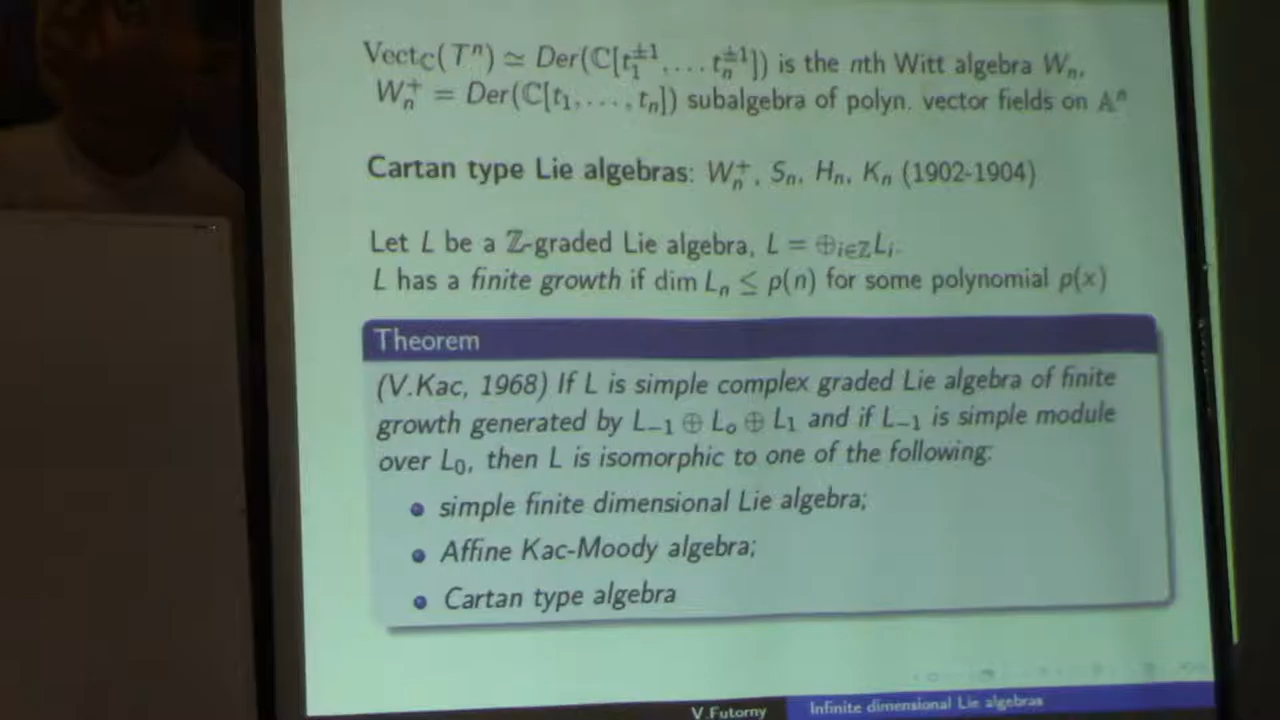 Vect_ℂ(Tⁿ) ≃ Der(ℂ[t₁^{±1}, … t_n^{±1}]) is the nth Witt algebra W_n,
W_n^+ = Der(ℂ[t₁, …, t_n]) subalgebra of polyn. vector fields on 𝔸ⁿ
Cartan type Lie algebras: W_n^+, S_n, H_n, K_n (1902-1904)
Let L be a ℤ-graded Lie algebra, L = ⊕_{i∈ℤ}L_i.
L has a finite growth if dim L_n ≤ p(n) for some polynomial p(x)
Theorem
(V.Kac, 1968) If L is simple complex graded Lie algebra of finite
growth generated by L_{−1} ⊕ L_o ⊕ L_1 and if L_{−1} is simple module
over L_0, then L is isomorphic to one of the following:
• simple finite dimensional Lie algebra;
• Affine Kac-Moody algebra;
• Cartan type algebra
V.Futorny Infinite dimensional Lie algebras